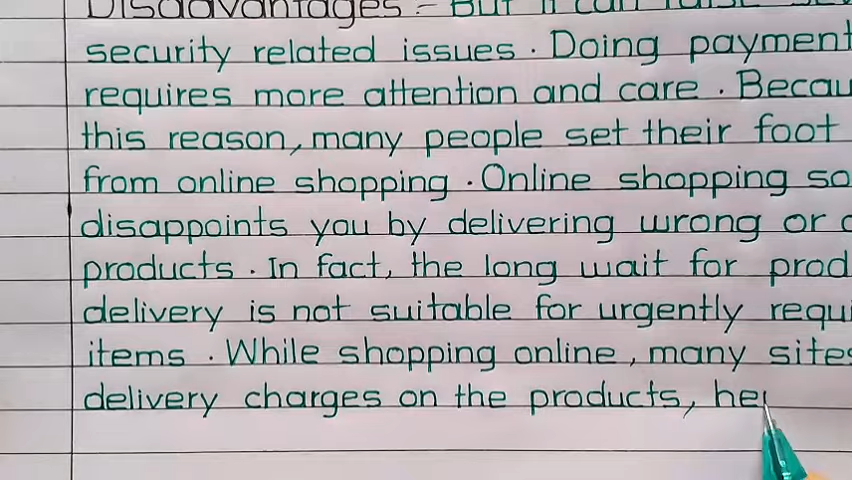 Disadvantages :- But it can raise
security related issues. Doing payment
requires more attention and care. Becau
this reason, many people set their foot
from online shopping. Online shopping so
disappoints you by delivering wrong or
products. In fact, the long wait for prod
delivery is not suitable for urgently requi
items. While shopping online, many sites
delivery charges on the products, he